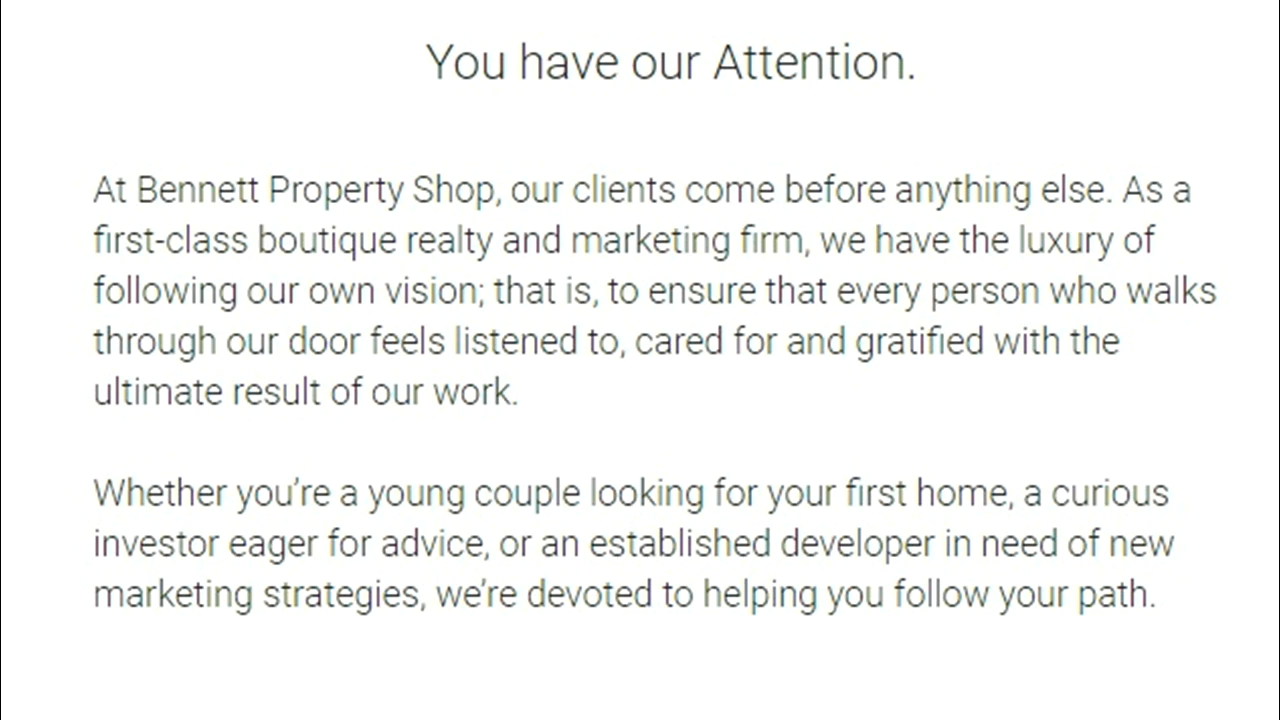 You have our Attention.
At Bennett Property Shop, our clients come before anything else. As a
first-class boutique realty and marketing firm, we have the luxury of
following our own vision; that is, to ensure that every person who walks
through our door feels listened to, cared for and gratified with the
ultimate result of our work.
Whether you’re a young couple looking for your first home, a curious
investor eager for advice, or an established developer in need of new
marketing strategies, we’re devoted to helping you follow your path.